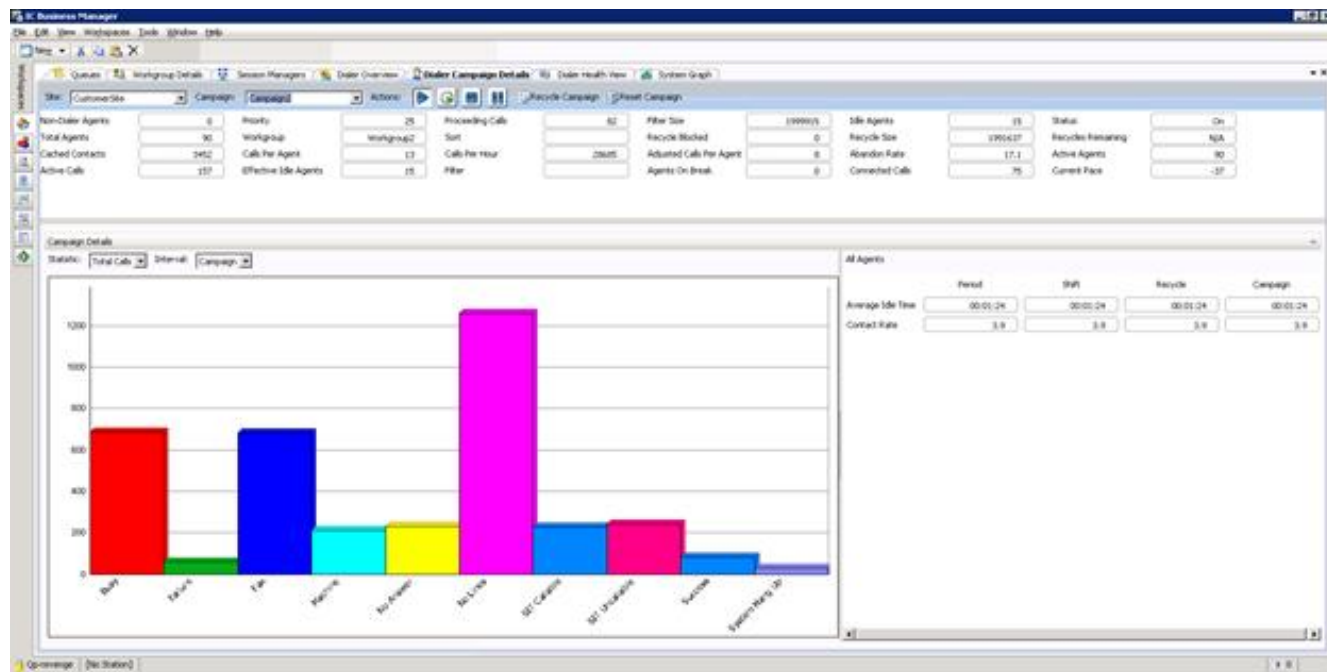 IC Business Manager
File Edit View Workspaces Tools Window Help
New
Queues Workgroup Details Session Managers Dialer Overview Dialer Campaign Details Dialer Health View System Graph
Site: CustomerSite Campaign: Campaign2 Actions: Recycle Campaign Reset Campaign
Non-Dialer Agents 0 Priority 25 Proceeding Calls 82 Filter Size Idle Agents 15 Status On
Total Agents 90 Workgroup Workgroup2 Sort Recycle Blocked 0 Recycle Size Recycles Remaining N/A
Cached Contacts Calls Per Agent 13 Calls Per Hour Adjusted Calls Per Agent Abandon Rate 17.1 Active Agents 90
Active Calls 157 Effective Idle Agents 15 Filter Agents On Break 0 Connected Calls 75 Current Pace -37
Campaign Details
Statistic: Total Calls Interval: Campaign
All Agents
Period Shift Recycle Campaign
Average Idle Time 00:01:24 00:01:24 00:01:24 00:01:24
Contact Rate 3.9 3.9 3.9 3.9
1200
1000
800
600
400
200
0
Busy Failure Fax Machine No Answer No Lines SIT Callable SIT Uncallable Success System Hang Up
[No Station]